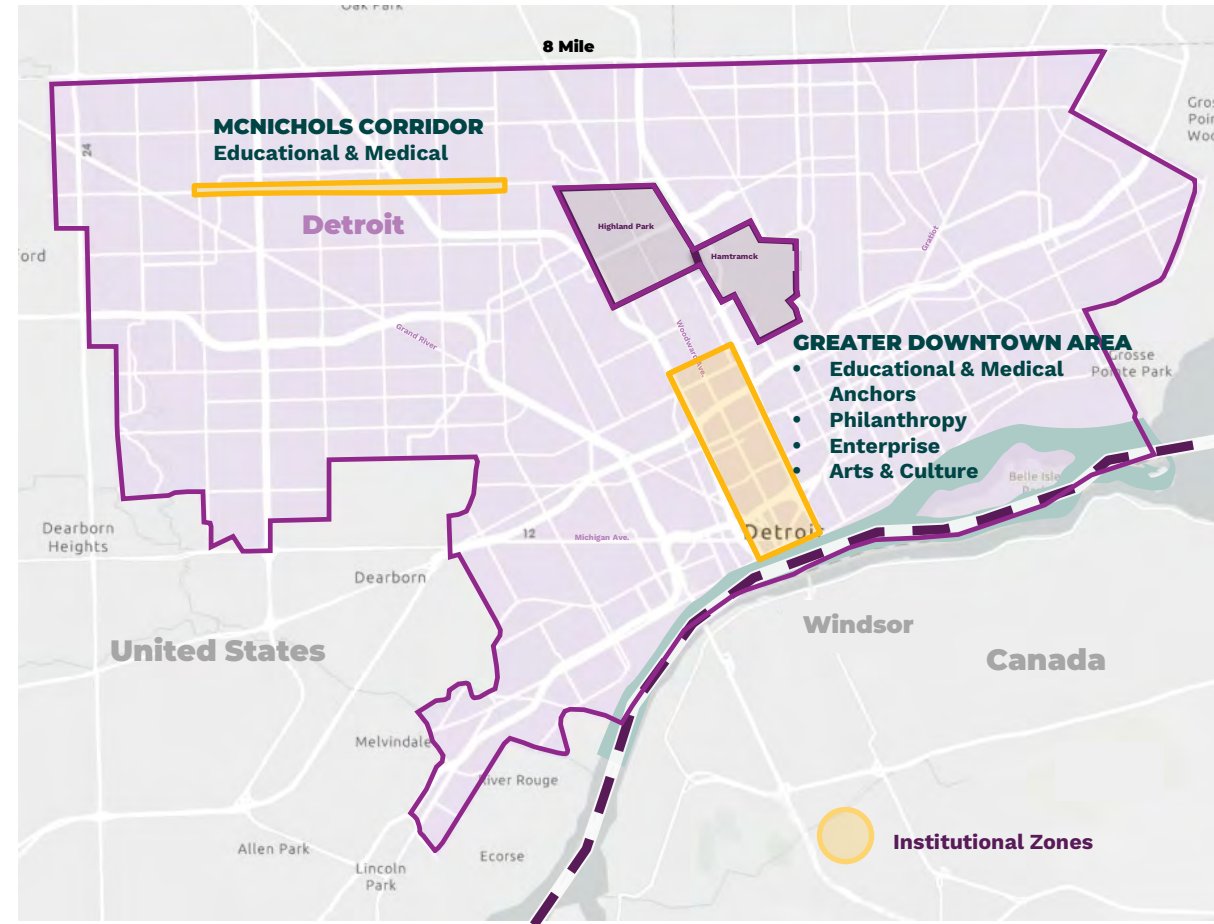 Oak Park
8 Mile
Gros
Poin
Woo
MCNICHOLS CORRIDOR
Educational & Medical
24
Detroit
Highland Park
Gratiot
Hamtramck
ford
Grand River
Woodward Ave.
GREATER DOWNTOWN AREA
• Educational & Medical
Anchors
• Philanthropy
• Enterprise
• Arts & Culture
Grosse
Pointe Park
Belle Isle
Park
Dearborn
Heights
12
Michigan Ave.
Detroit
Dearborn
Windsor
United States
Canada
Melvindale
River Rouge
Allen Park
Ecorse
Lincoln
Park
Institutional Zones